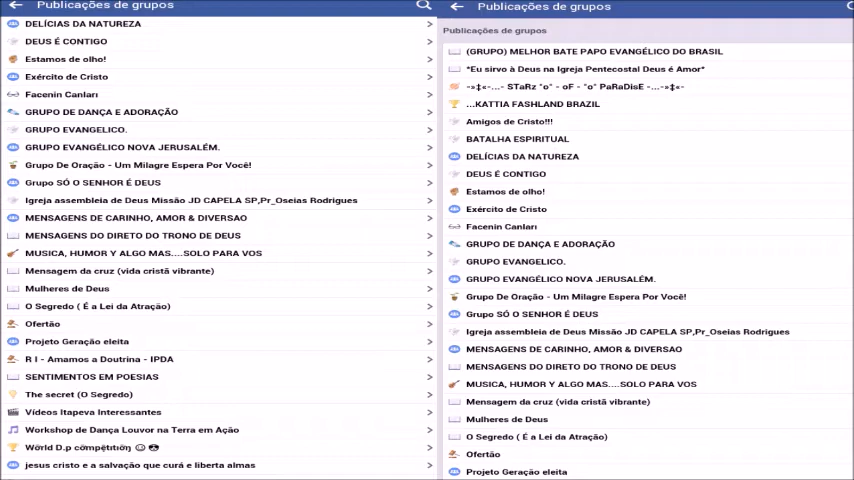 Publicações de grupos
DELÍCIAS DA NATUREZA
DEUS É CONTIGO
Estamos de olho!
Exército de Cristo
Facenin Canları
GRUPO DE DANÇA E ADORAÇÃO
GRUPO EVANGELICO.
GRUPO EVANGÉLICO NOVA JERUSALÉM.
Grupo De Oração - Um Milagre Espera Por Você!
Grupo SÓ O SENHOR É DEUS
Igreja assembleia de Deus Missão JD CAPELA SP,Pr_Oseias Rodrigues
MENSAGENS DE CARINHO, AMOR & DIVERSAO
MENSAGENS DO DIRETO DO TRONO DE DEUS
MUSICA, HUMOR Y ALGO MAS....SOLO PARA VOS
Mensagem da cruz (vida cristã vibrante)
Mulheres de Deus
O Segredo ( É a Lei da Atração)
Ofertão
Projeto Geração eleita
R I - Amamos a Doutrina - IPDA
SENTIMENTOS EM POESIAS
The secret (O Segredo)
Vídeos Itapeva Interessantes
Workshop de Dança Louvor na Terra em Ação
jesus cristo e a salvação que curá e liberta almas
Publicações de grupos
Publicações de grupos
(GRUPO) MELHOR BATE PAPO EVANGÉLICO DO BRASIL
*Eu sirvo à Deus na Igreja Pentecostal Deus é Amor*
-»‡«-...- STaRz "o" - oF - "o" PaRaDisE -...-»‡«-
...KATTIA FASHLAND BRAZIL
Amigos de Cristo!!!
BATALHA ESPIRITUAL
DELÍCIAS DA NATUREZA
DEUS É CONTIGO
Estamos de olho!
Exército de Cristo
Facenin Canları
GRUPO DE DANÇA E ADORAÇÃO
GRUPO EVANGELICO.
GRUPO EVANGÉLICO NOVA JERUSALÉM.
Grupo De Oração - Um Milagre Espera Por Você!
Grupo SÓ O SENHOR É DEUS
Igreja assembleia de Deus Missão JD CAPELA SP,Pr_Oseias Rodrigues
MENSAGENS DE CARINHO, AMOR & DIVERSAO
MENSAGENS DO DIRETO DO TRONO DE DEUS
MUSICA, HUMOR Y ALGO MAS....SOLO PARA VOS
Mensagem da cruz (vida cristã vibrante)
Mulheres de Deus
O Segredo ( É a Lei da Atração)
Ofertão
Projeto Geração eleita